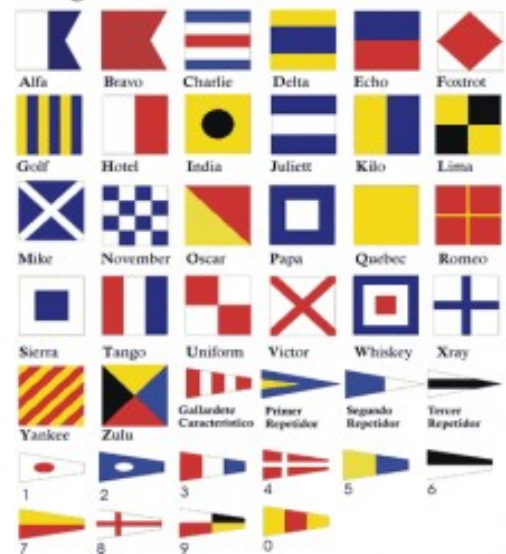 Alfa Bravo Charlie Delta Echo Foxtrot
Golf Hotel India Juliett Kilo Lima
Mike November Oscar Papa Quebec Romeo
Sierra Tango Uniform Victor Whiskey Xray
Yankee Zulu
Gallardete
Caracteristico
Primer
Repetidor
Segundo
Repetidor
Tercer
Repetidor
1 2 3 4 5 6
7 8 9 0